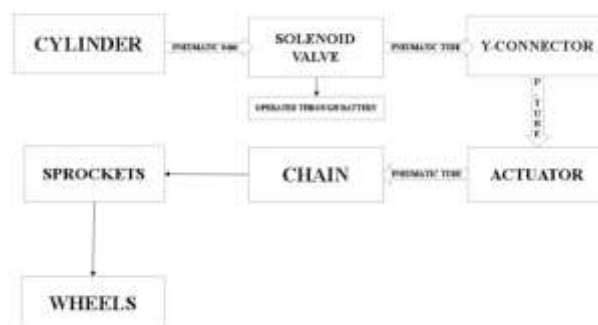 CYLINDER
PNEUMATIC TUBE
SOLENOID
VALVE
PNEUMATIC TUBE
Y-CONNECTOR
OPERATED THROUGH BATTERY
P-TUBE
SPROCKETS
CHAIN
PNEUMATIC TUBE
ACTUATOR
WHEELS